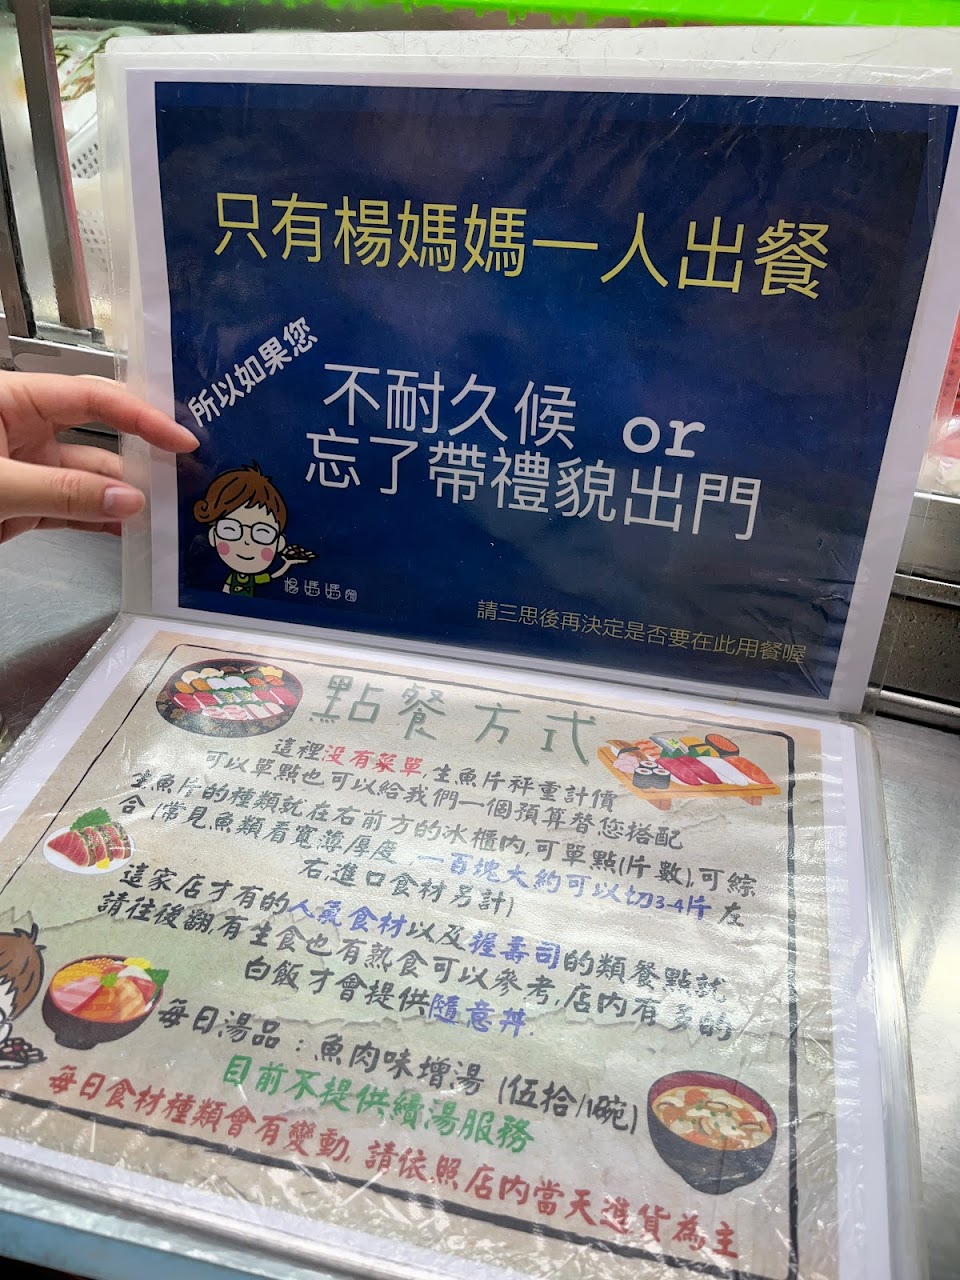 只有楊媽媽一人出餐
所以如果您
不耐久候 or
忘了帶禮貌出門
楊媽媽
請三思後再決定是否要在此用餐喔
點餐方式
這裡没有菜單,生魚片秤重計價
可以單點也可以給我們一個預算替您搭配
生魚片的種類就在右前方的冰櫃內,可單點(片數),可綜
合 (常見魚類看寬薄厚度 一百塊大約可以切3-4片 左
右,進口食材另計)
這家店才有的人氣食材以及握壽司的類餐點就
請往後翻,有生食也有熟食可以參考,店內有多的
白飯才會提供隨意丼.
每日湯品:魚肉味增湯 (伍拾/1碗)
目前不提供續湯服務
每日食材種類會有變動, 請依照店內當天進貨為主